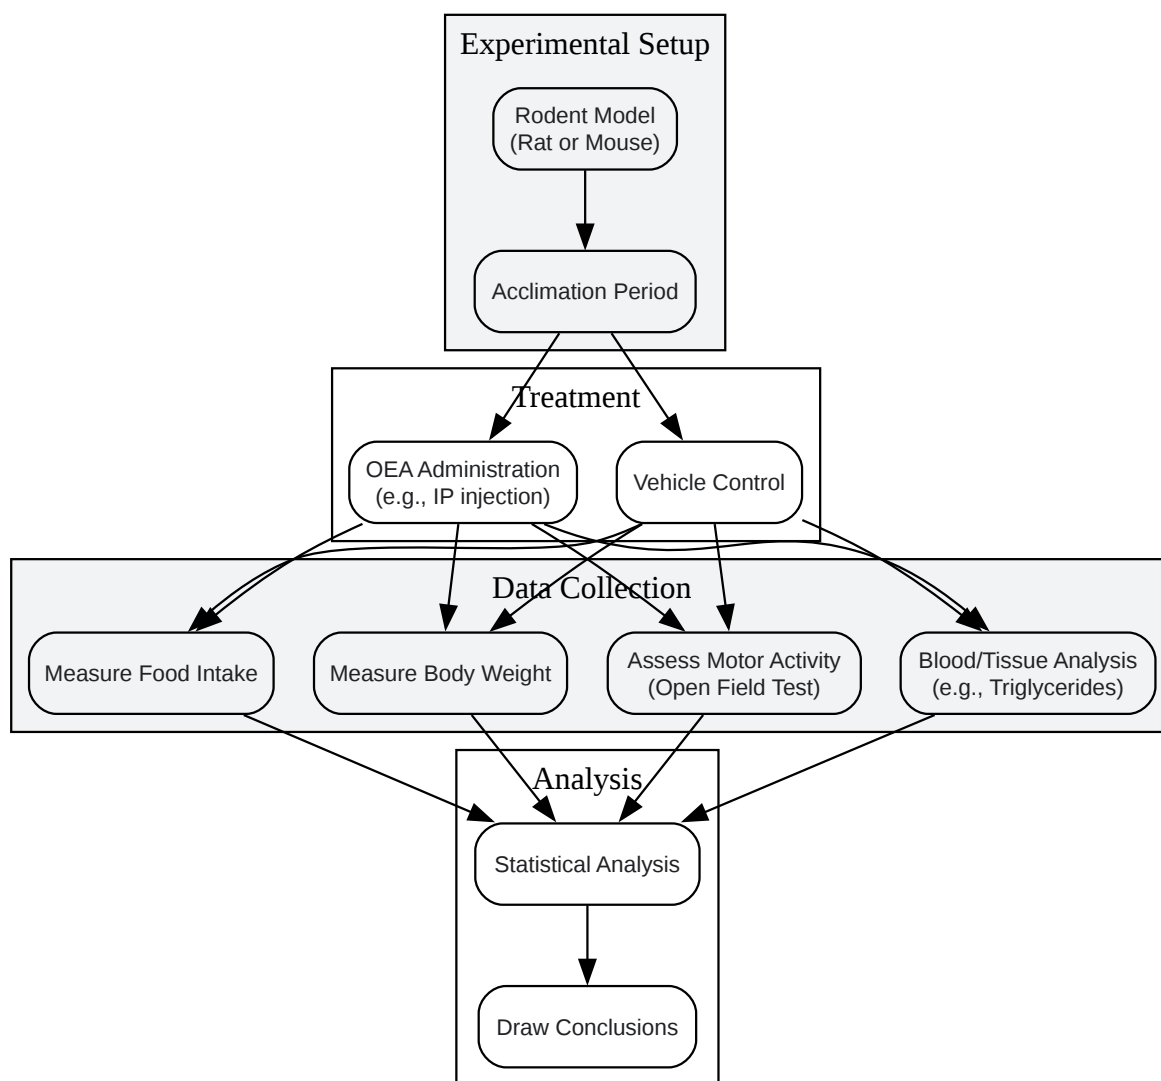 Experimental Setup
Rodent Model
(Rat or Mouse)
Acclimation Period
Treatment
OEA Administration
(e.g., IP injection)
Vehicle Control
Data Collection
Measure Food Intake
Measure Body Weight
Assess Motor Activity
(Open Field Test)
Blood/Tissue Analysis
(e.g., Triglycerides)
Analysis
Statistical Analysis
Draw Conclusions